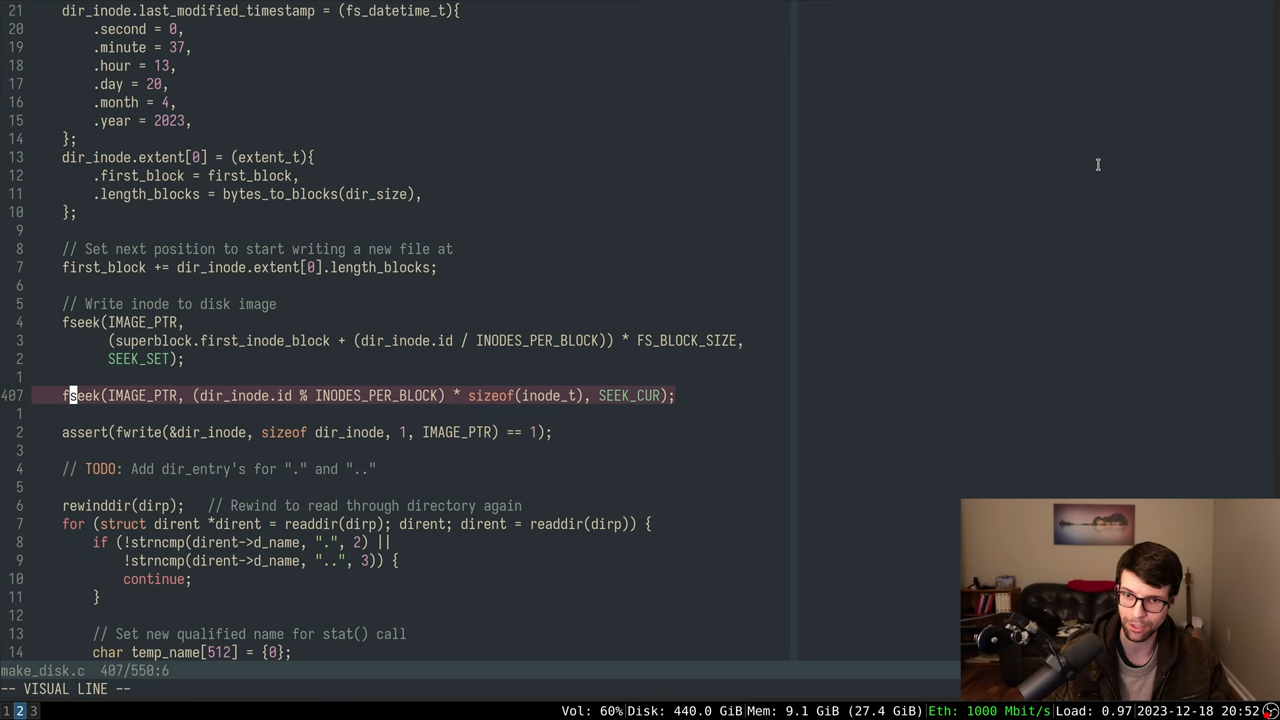 21     dir_inode.last_modified_timestamp = (fs_datetime_t){
20         .second = 0,
19         .minute = 37,
18         .hour = 13,
17         .day = 20,
16         .month = 4,
15         .year = 2023,
14     };
13     dir_inode.extent[0] = (extent_t){
12         .first_block = first_block,
11         .length_blocks = bytes_to_blocks(dir_size),
10     };
9
8     // Set next position to start writing a new file at
7     first_block += dir_inode.extent[0].length_blocks;
6
5     // Write inode to disk image
4     fseek(IMAGE_PTR,
3           (superblock.first_inode_block + (dir_inode.id / INODES_PER_BLOCK)) * FS_BLOCK_SIZE,
2           SEEK_SET);
1
407     fseek(IMAGE_PTR, (dir_inode.id % INODES_PER_BLOCK) * sizeof(inode_t), SEEK_CUR);
1
2     assert(fwrite(&dir_inode, sizeof dir_inode, 1, IMAGE_PTR) == 1);
3
4     // TODO: Add dir_entry's for "." and ".."
5
6     rewinddir(dirp);   // Rewind to read through directory again
7     for (struct dirent *dirent = readdir(dirp); dirent; dirent = readdir(dirp)) {
8         if (!strncmp(dirent->d_name, ".", 2) ||
9             !strncmp(dirent->d_name, "..", 3)) {
10             continue;
11         }
12
13         // Set new qualified name for stat() call
14         char temp_name[512] = {0};
make_disk.c  407/550:6
-- VISUAL LINE --
1 2 3 Vol: 60%|Disk: 440.0 GiB|Mem: 9.1 GiB (27.4 GiB)|Eth: 1000 Mbit/s|Load: 0.97|2023-12-18 20:52